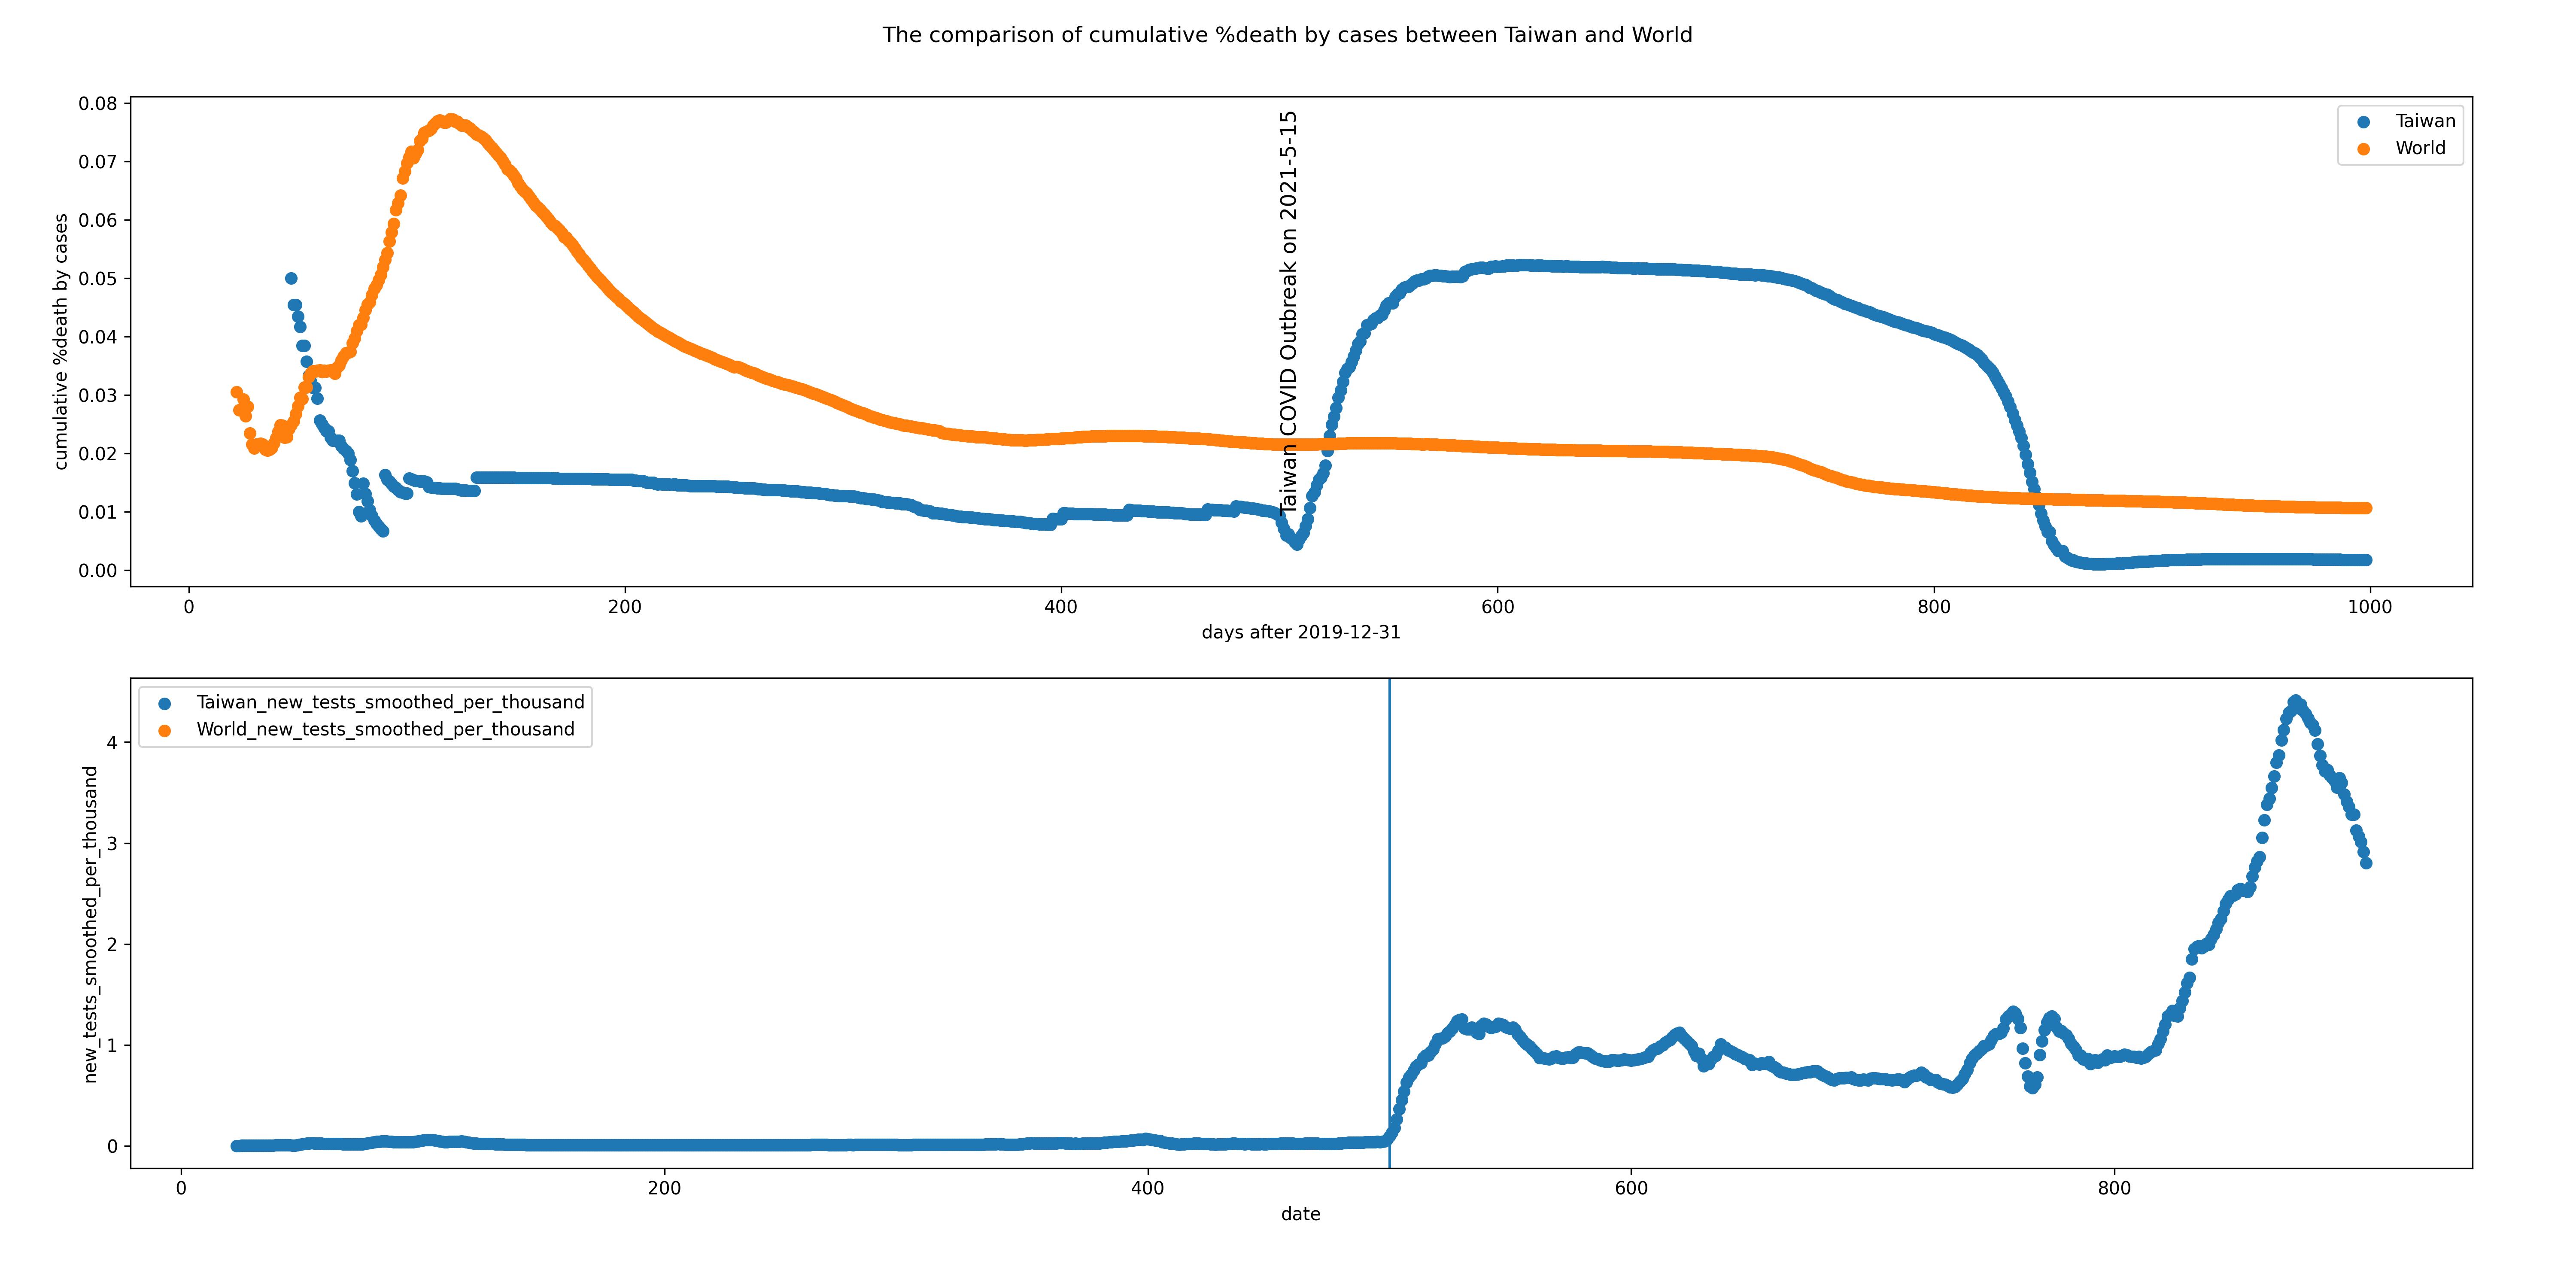 The comparison of cumulative %death by cases between Taiwan and World
cumulative %death by cases
0.08
0.07
0.06
0.05
0.04
0.03
0.02
0.01
0.00
Taiwan COVID Outbreak on 2021-5-15
Taiwan
World
0 200 400 600 800 1000
days after 2019-12-31
new_tests_smoothed_per_thousand
4
3
2
1
0
Taiwan_new_tests_smoothed_per_thousand
World_new_tests_smoothed_per_thousand
0 200 400 600 800
date